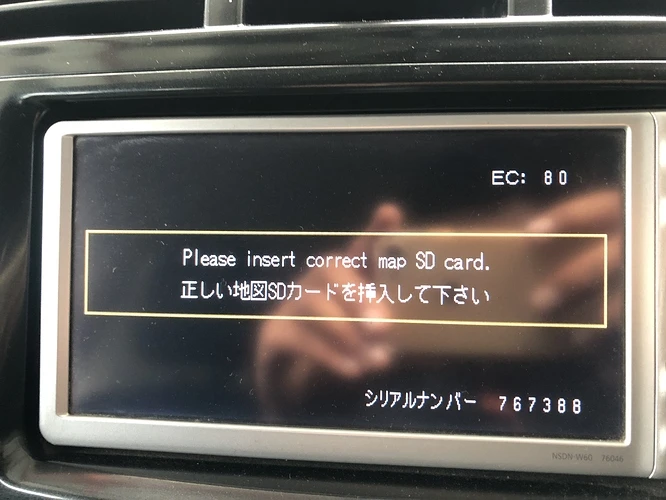 EC: 80
Please insert correct map SD card.
正しい地図SDカードを挿入して下さい
シリアルナンバー 767388
NSDN-W60 76046